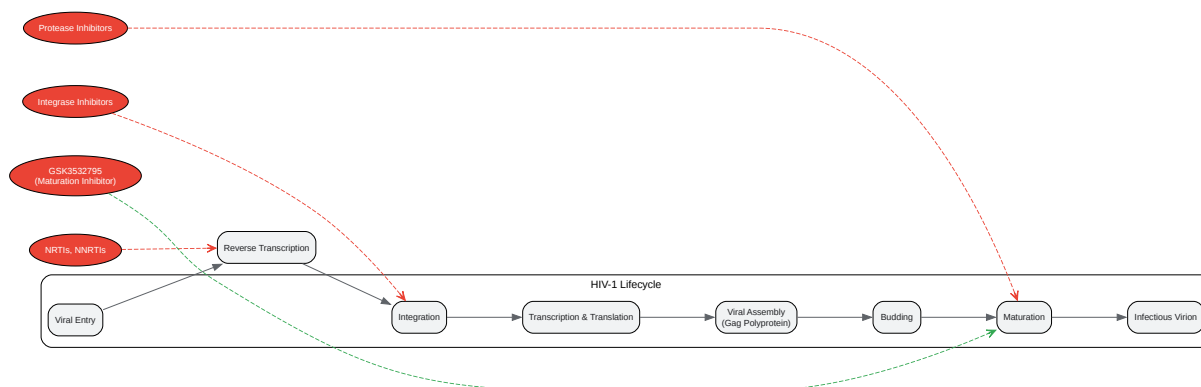 Protease Inhibitors
Integrase Inhibitors
GSK3532795
(Maturation Inhibitor)
NRTIs, NNRTIs
Reverse Transcription
HIV-1 Lifecycle
Viral Entry
Integration
Transcription & Translation
Viral Assembly
(Gag Polyprotein)
Budding
Maturation
Infectious Virion